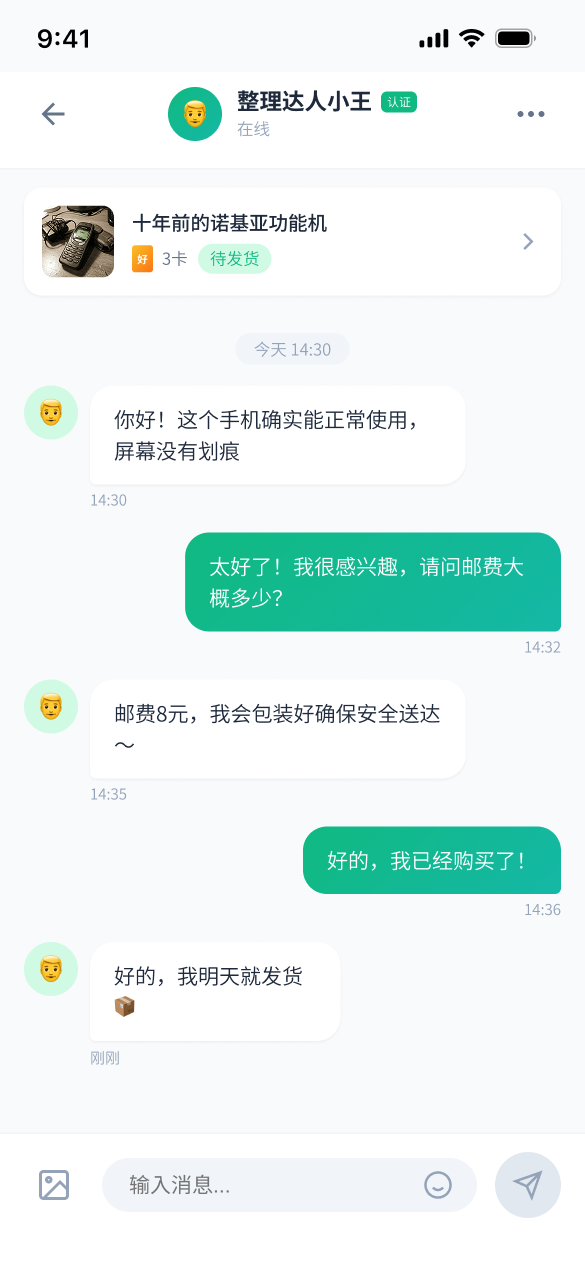 9:41
整理达人小王 认证
在线
十年前的诺基亚功能机
好 3卡 待发货
今天 14:30
你好！这个手机确实能正常使用，
屏幕没有划痕
14:30
太好了！我很感兴趣，请问邮费大
概多少？
14:32
邮费8元，我会包装好确保安全送达
～
14:35
好的，我已经购买了！
14:36
好的，我明天就发货
刚刚
输入消息...